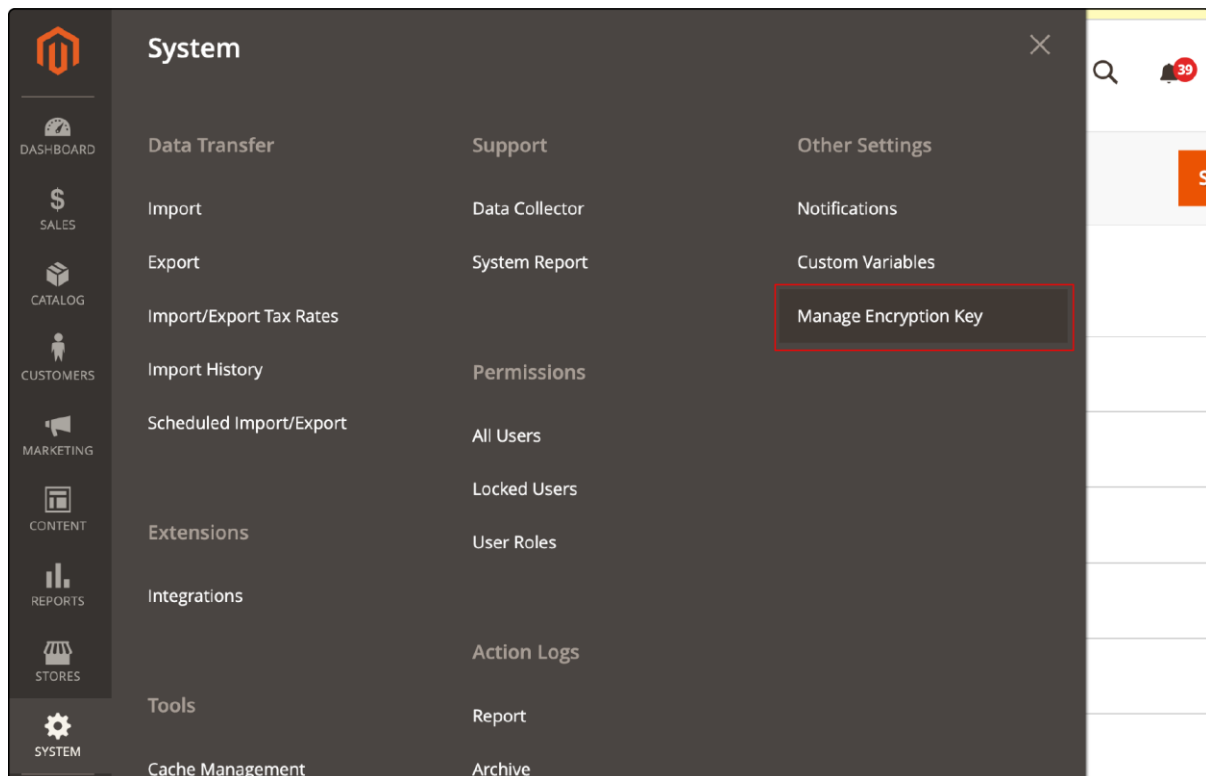 System
39
S
DASHBOARD
SALES
CATALOG
CUSTOMERS
MARKETING
CONTENT
REPORTS
STORES
SYSTEM
Data Transfer
Import
Export
Import/Export Tax Rates
Import History
Scheduled Import/Export
Extensions
Integrations
Tools
Cache Management
Support
Data Collector
System Report
Permissions
All Users
Locked Users
User Roles
Action Logs
Report
Archive
Other Settings
Notifications
Custom Variables
Manage Encryption Key